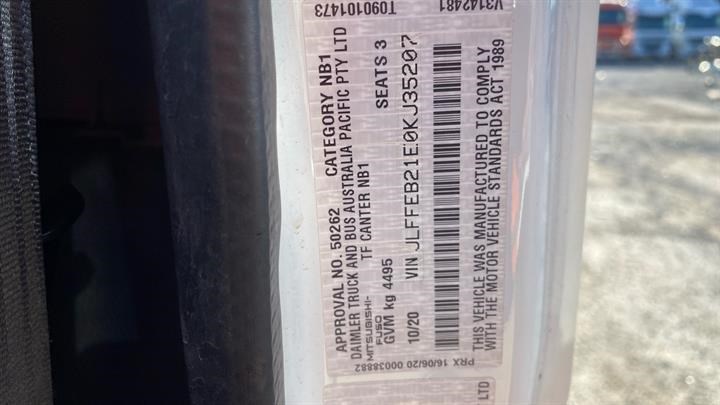 T090101473
V3142481
APPROVAL NO. 50262 CATEGORY NB1
DAIMLER TRUCK AND BUS AUSTRALIA PACIFIC PTY LTD
MITSUBISHI-FUSO TF CANTER NB1
GVM kg 4495 SEATS 3
10/20 VIN JLFFEB21E0KJ35207
THIS VEHICLE WAS MANUFACTURED TO COMPLY
WITH THE MOTOR VEHICLE STANDARDS ACT 1989
PRX 16/06/20 00038882
LTD